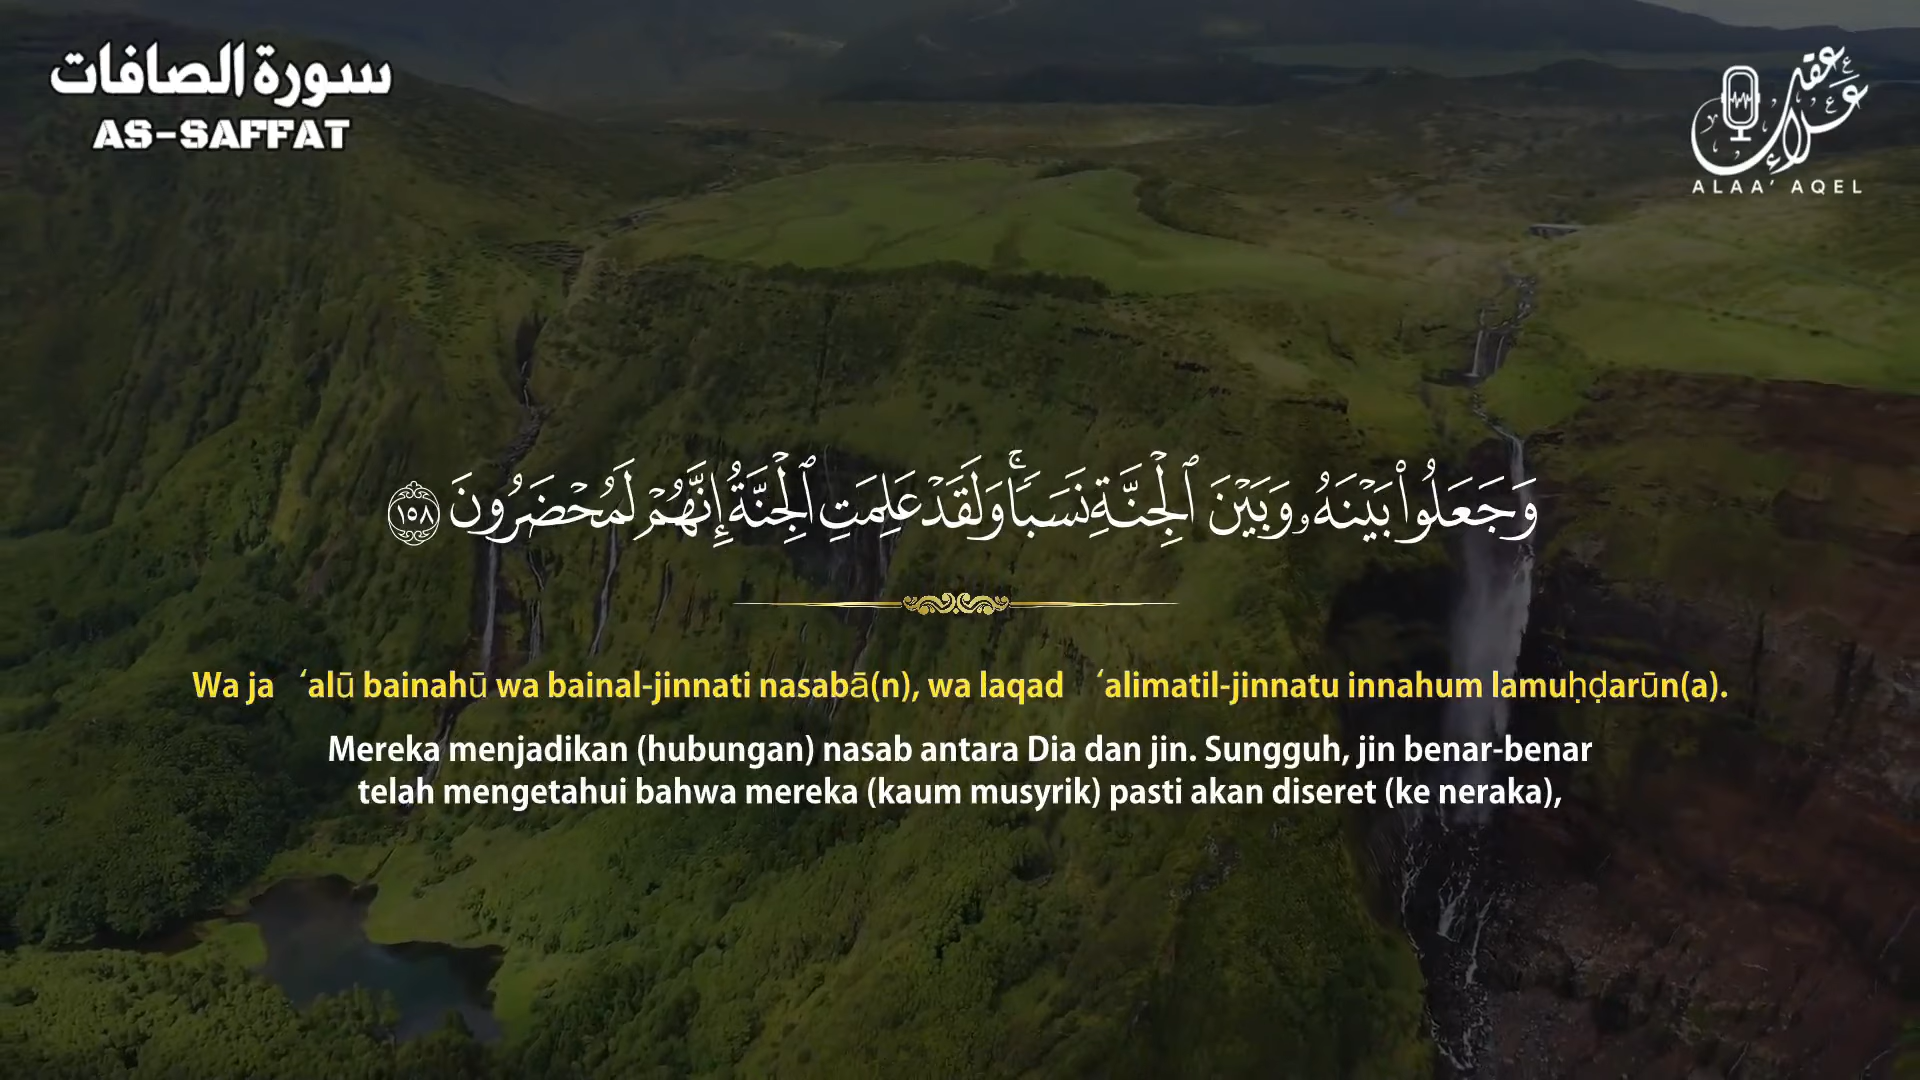 سورة الصافات
AS-SAFFAT
علاء عقل
ALAA' AQEL
وَجَعَلُوا۟ بَيْنَهُۥ وَبَيْنَ ٱلْجِنَّةِ نَسَبًۭا ۚ وَلَقَدْ عَلِمَتِ ٱلْجِنَّةُ إِنَّهُمْ لَمُحْضَرُونَ ١٥٨
Wa ja ‘alū bainahū wa bainal-jinnati nasabā(n), wa laqad ‘alimatil-jinnatu innahum lamuḥḍarūn(a).
Mereka menjadikan (hubungan) nasab antara Dia dan jin. Sungguh, jin benar-benar
telah mengetahui bahwa mereka (kaum musyrik) pasti akan diseret (ke neraka),